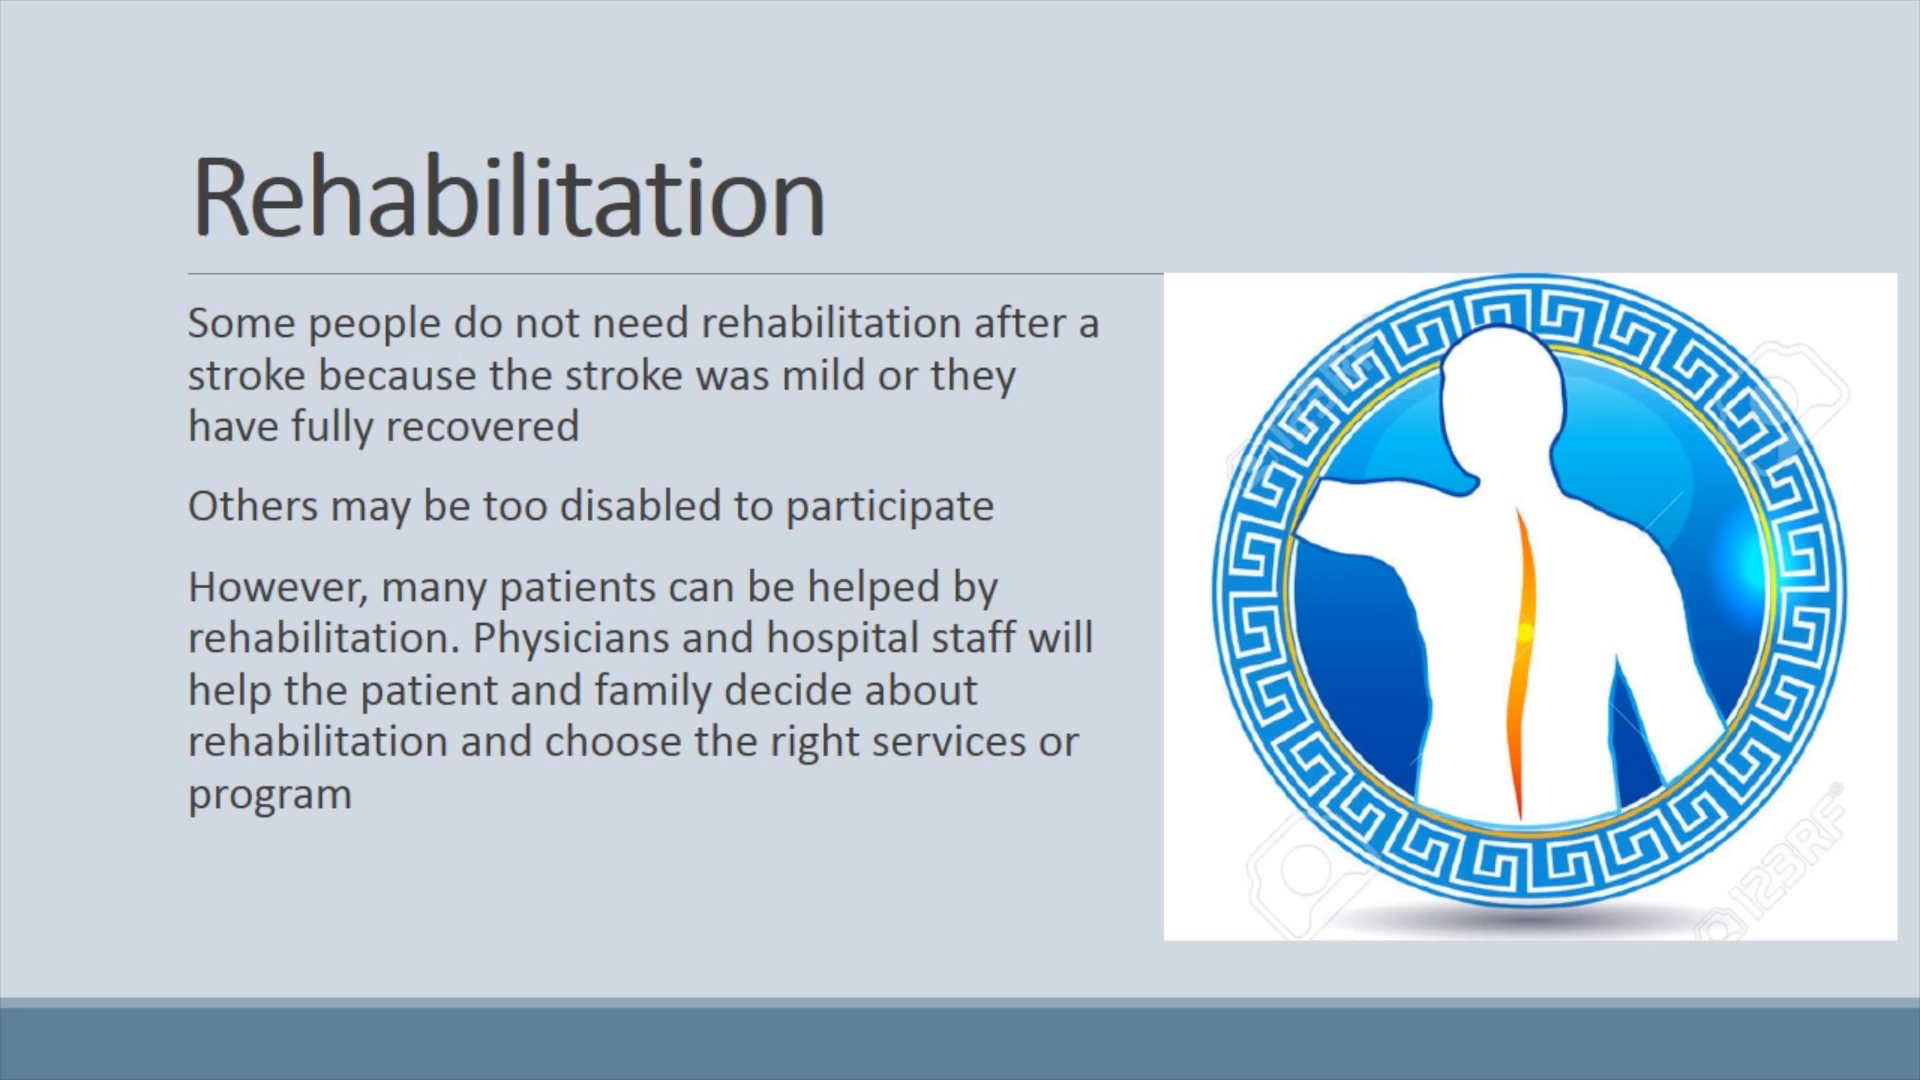 Rehabilitation
Some people do not need rehabilitation after a
stroke because the stroke was mild or they
have fully recovered
Others may be too disabled to participate
However, many patients can be helped by
rehabilitation. Physicians and hospital staff will
help the patient and family decide about
rehabilitation and choose the right services or
program
123RF